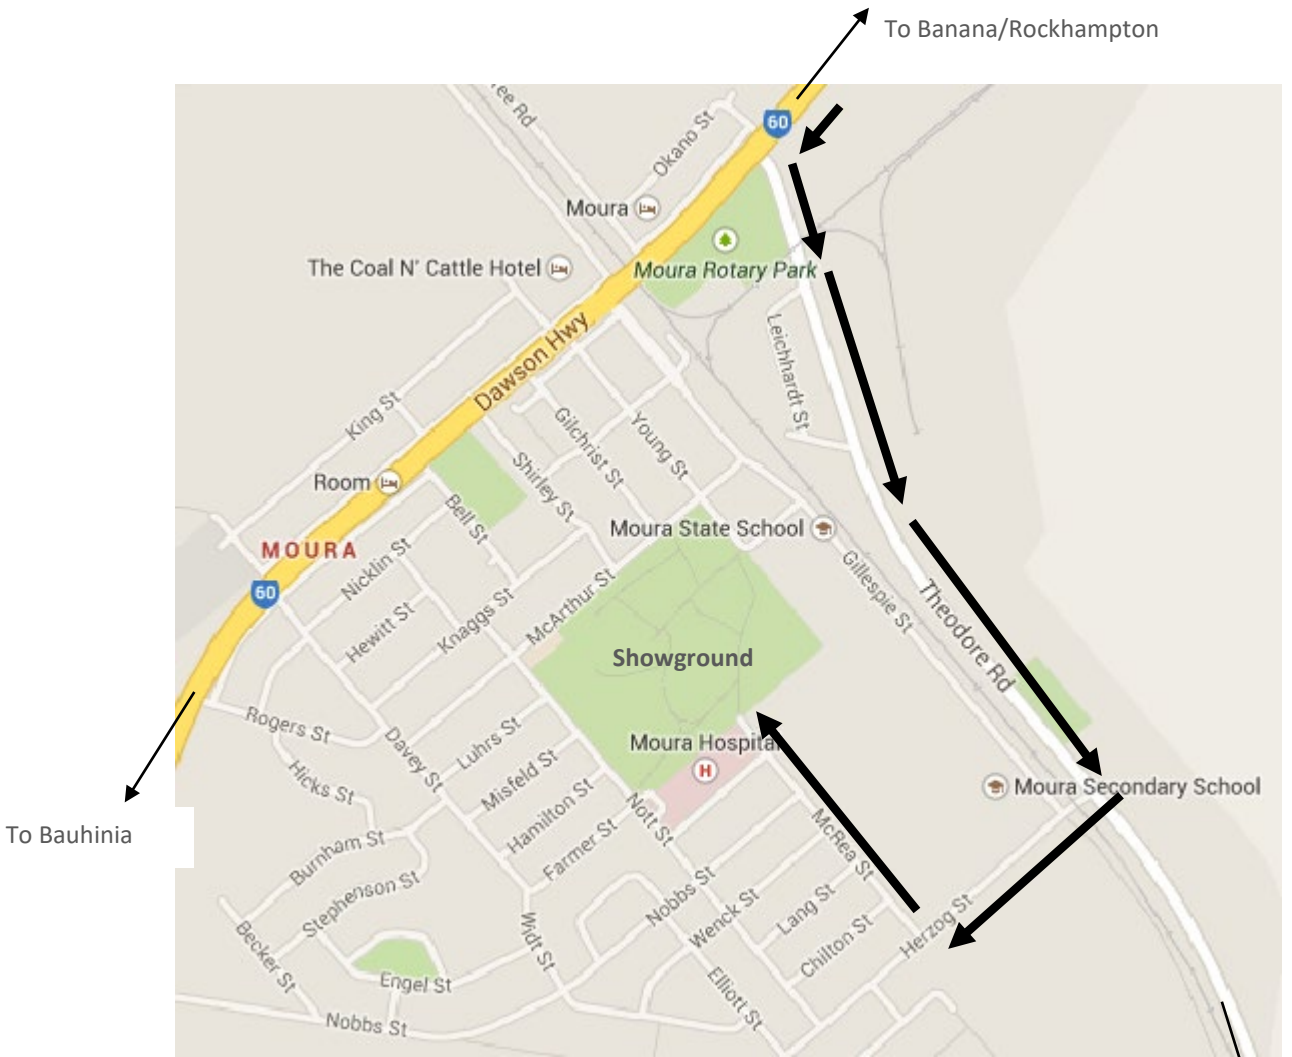 To Banana/Rockhampton
ree Rd
60
Okano St
Moura
The Coal N' Cattle Hotel
Moura Rotary Park
Leichhardt St
Dawson Hwy
King St
Gilchrist St
Young St
Room
Shirley St
Bell St
Moura State School
MOURA
Nicklin St
60
Gillespie St
Theodore Rd
Hewitt St
Knaggs St
McArthur St
Showground
Rogers St
Luhrs St
Davey St
Moura Hospital
H
Misfeld St
Hicks St
Moura Secondary School
Hamilton St
Nott St
McRea St
To Bauhinia
Burnham St
Farmer St
Stephenson St
Nobbs St
Wenck St
Lang St
Herzog St
Chilton St
Widt St
Becker St
Engel St
Elliott St
Nobbs St